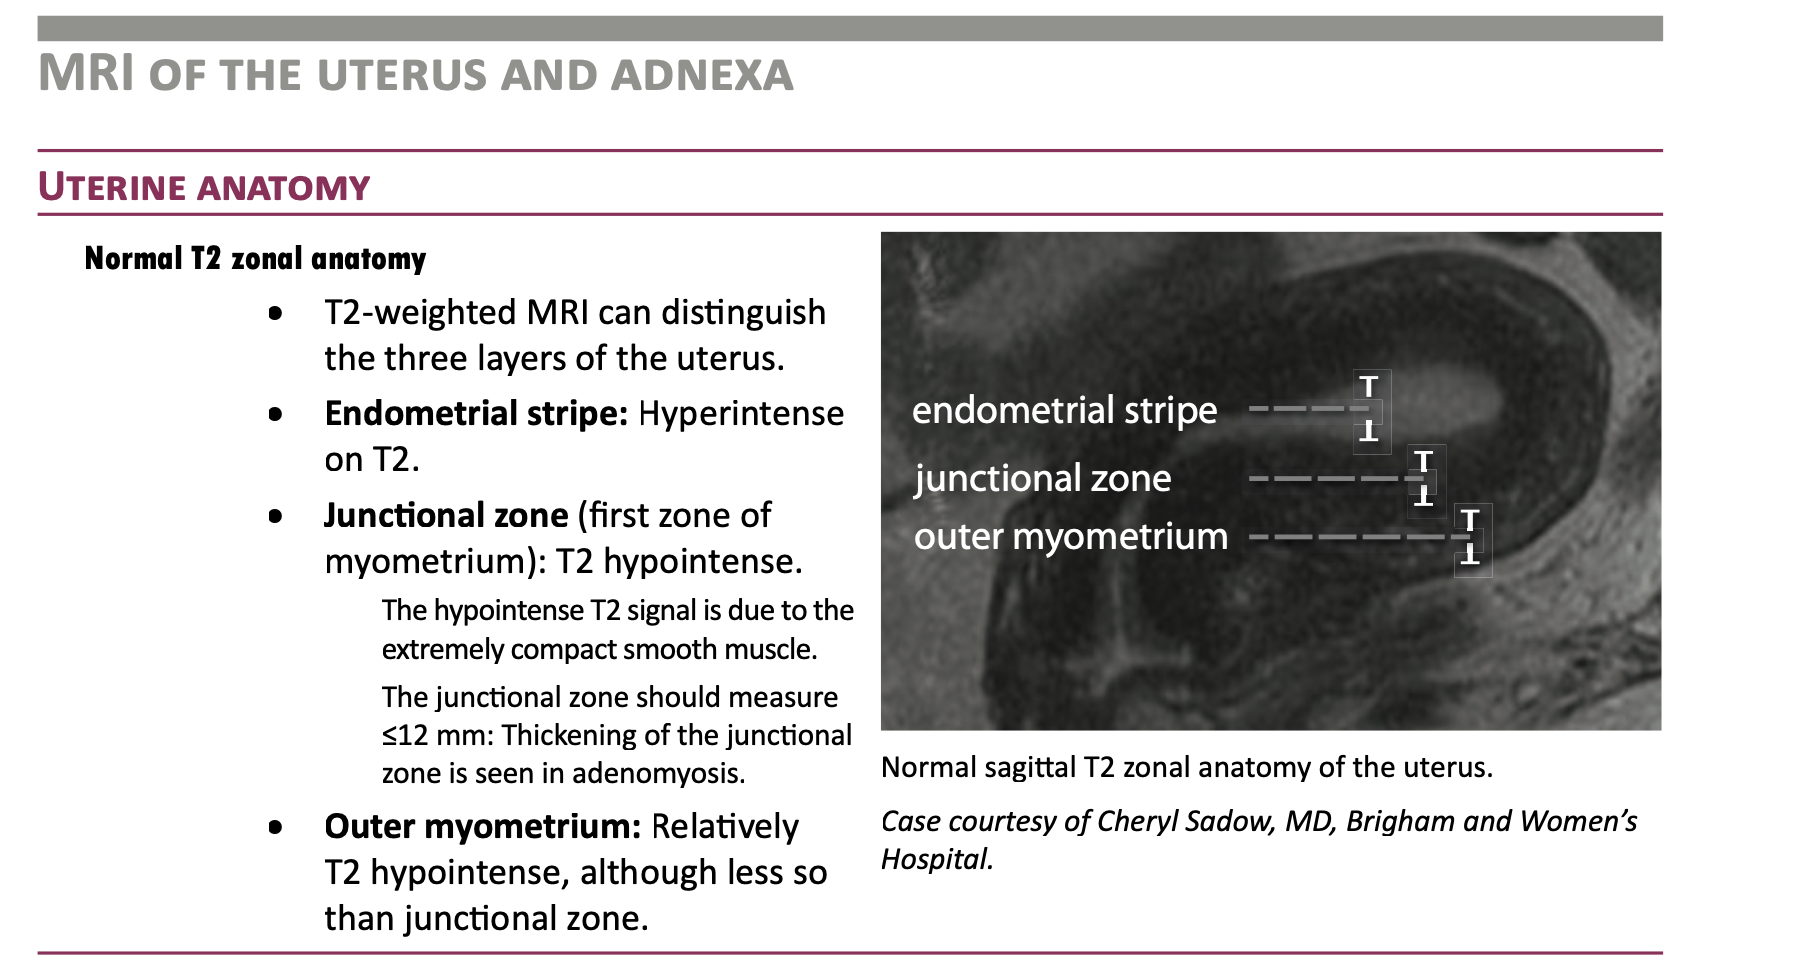 MRI OF THE UTERUS AND ADNEXA
UTERINE ANATOMY
Normal T2 zonal anatomy
• T2-weighted MRI can distinguish
the three layers of the uterus.
• Endometrial stripe: Hyperintense
on T2.
• Junctional zone (first zone of
myometrium): T2 hypointense.
The hypointense T2 signal is due to the
extremely compact smooth muscle.
The junctional zone should measure
≤12 mm: Thickening of the junctional
zone is seen in adenomyosis.
• Outer myometrium: Relatively
T2 hypointense, although less so
than junctional zone.
endometrial stripe
junctional zone
outer myometrium
Normal sagittal T2 zonal anatomy of the uterus.
Case courtesy of Cheryl Sadow, MD, Brigham and Women’s
Hospital.